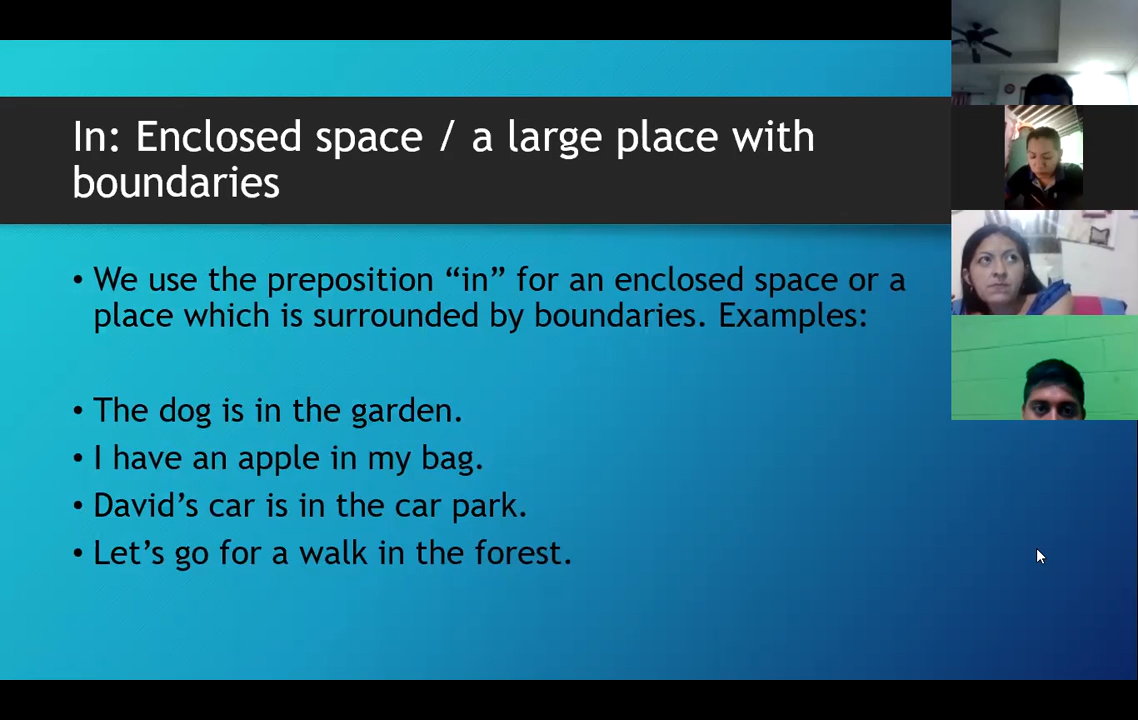 In: Enclosed space / a large place with
boundaries
• We use the preposition “in” for an enclosed space or a
place which is surrounded by boundaries. Examples:
• The dog is in the garden.
• I have an apple in my bag.
• David’s car is in the car park.
• Let’s go for a walk in the forest.